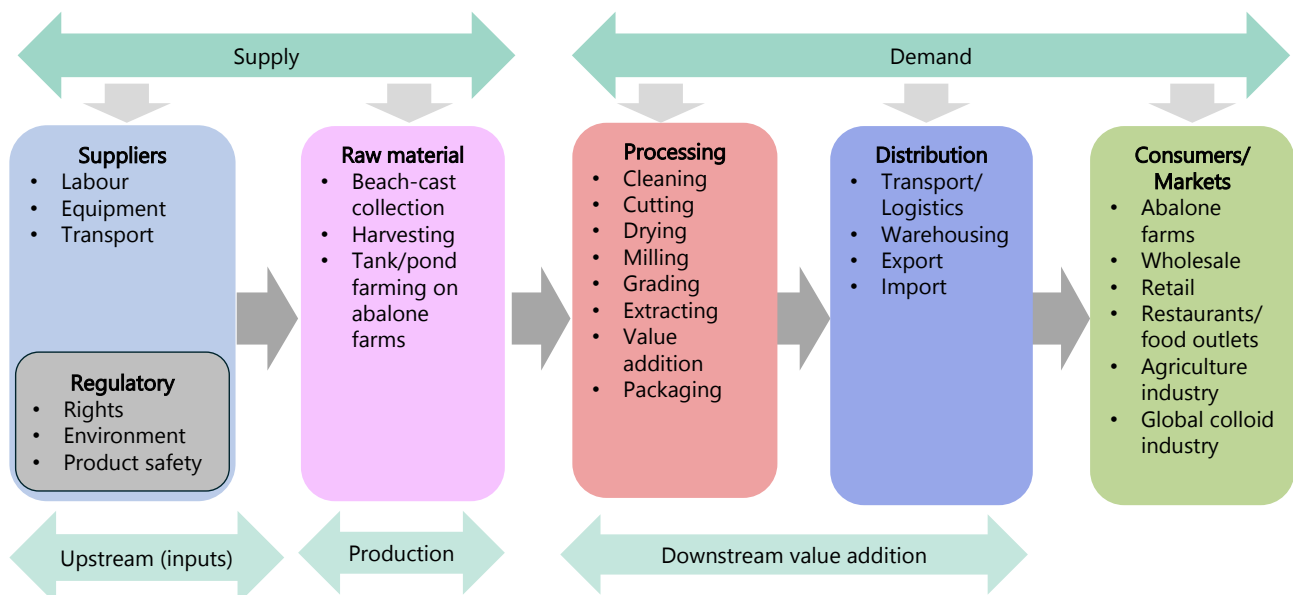 Supply
Demand
Suppliers
• Labour
• Equipment
• Transport
Regulatory
• Rights
• Environment
• Product safety
Raw material
• Beach-cast
collection
• Harvesting
• Tank/pond
farming on
abalone
farms
Processing
• Cleaning
• Cutting
• Drying
• Milling
• Grading
• Extracting
• Value
addition
• Packaging
Distribution
• Transport/
Logistics
• Warehousing
• Export
• Import
Consumers/
Markets
• Abalone
farms
• Wholesale
• Retail
• Restaurants/
food outlets
• Agriculture
industry
• Global colloid
industry
Upstream (inputs)
Production
Downstream value addition